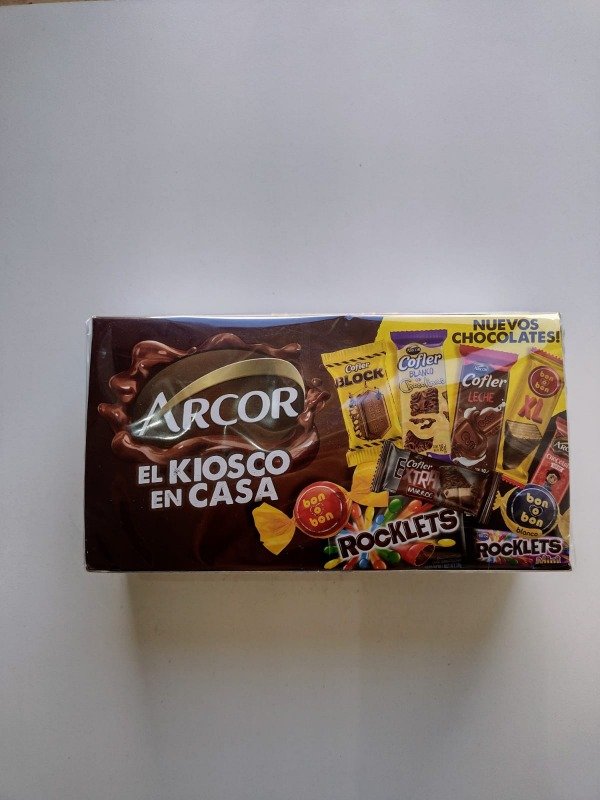 ARCOR
EL KIOSCO
EN CASA
NUEVOS
CHOCOLATES!
Cofler
BLOCK
Cofler
BLANCO
Cofler
LECHE
bon
o
bon
XL
Cofler
EXTRA
bon
o
bon
ROCKLETS
bon
o
bon
blanco
ROCKLETS